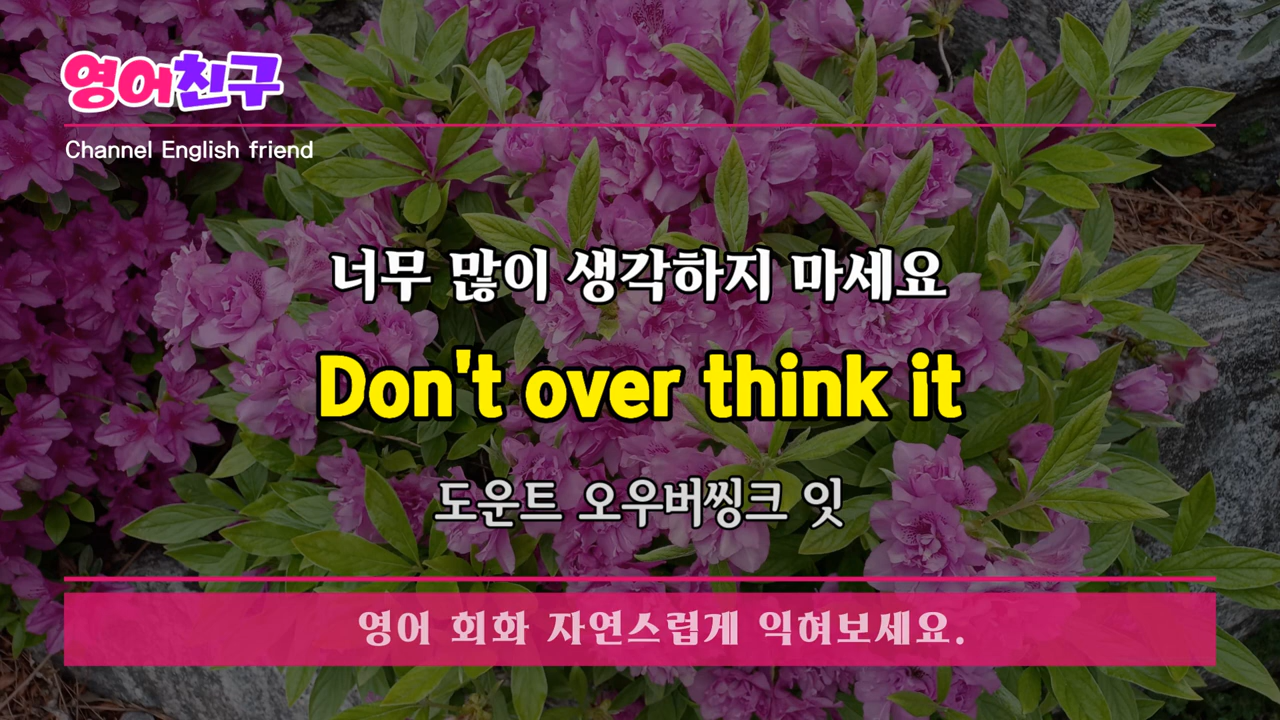 영어친구
Channel English friend
너무 많이 생각하지 마세요
Don't over think it
도운트 오우버씽크 잇
영어 회화 자연스럽게 익혀보세요.